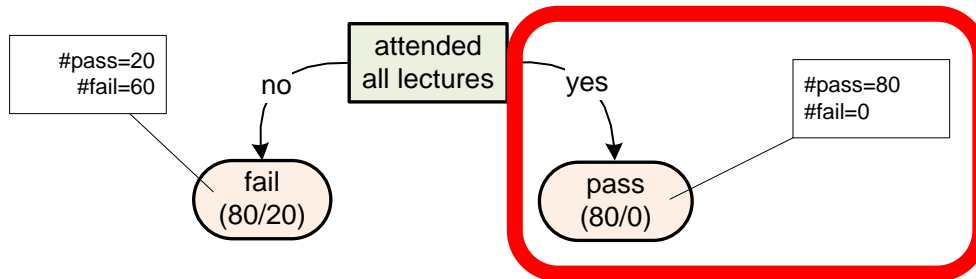 #pass=20
#fail=60
attended
all lectures
no
yes
#pass=80
#fail=0
fail
(80/20)
pass
(80/0)